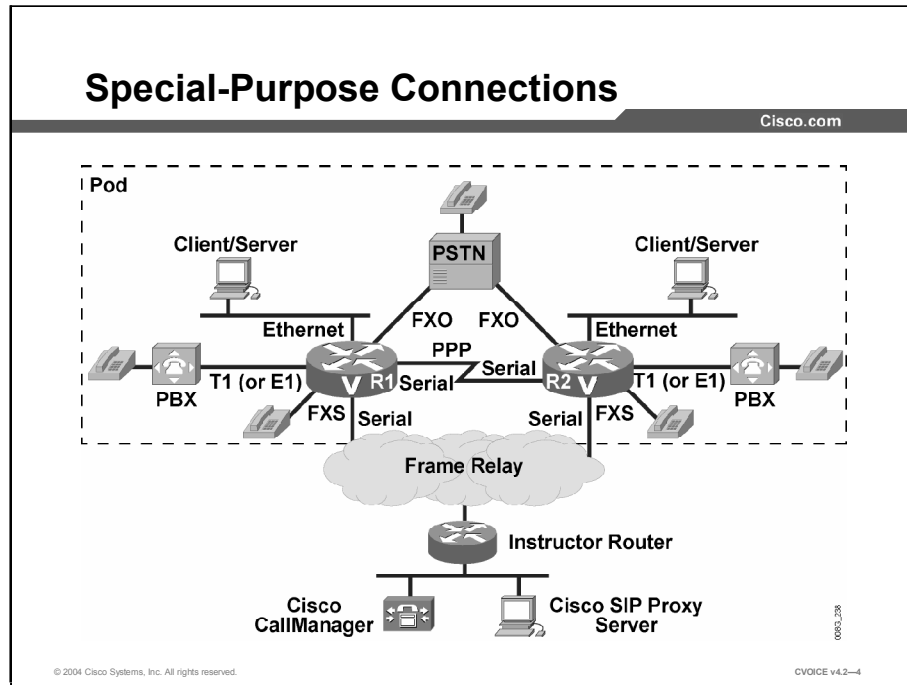 Special-Purpose Connections
Cisco.com
Pod
Client/Server
PSTN
Client/Server
FXO
FXO
Ethernet
Ethernet
PPP
Serial
T1 (or E1)
V
R1
Serial
R2
V
T1 (or E1)
PBX
FXS
Serial
Serial
FXS
PBX
Frame Relay
Instructor Router
Cisco
CallManager
Cisco SIP Proxy
Server
008G_238
© 2004 Cisco Systems, Inc. All rights reserved.
CVOICE v4.2—4